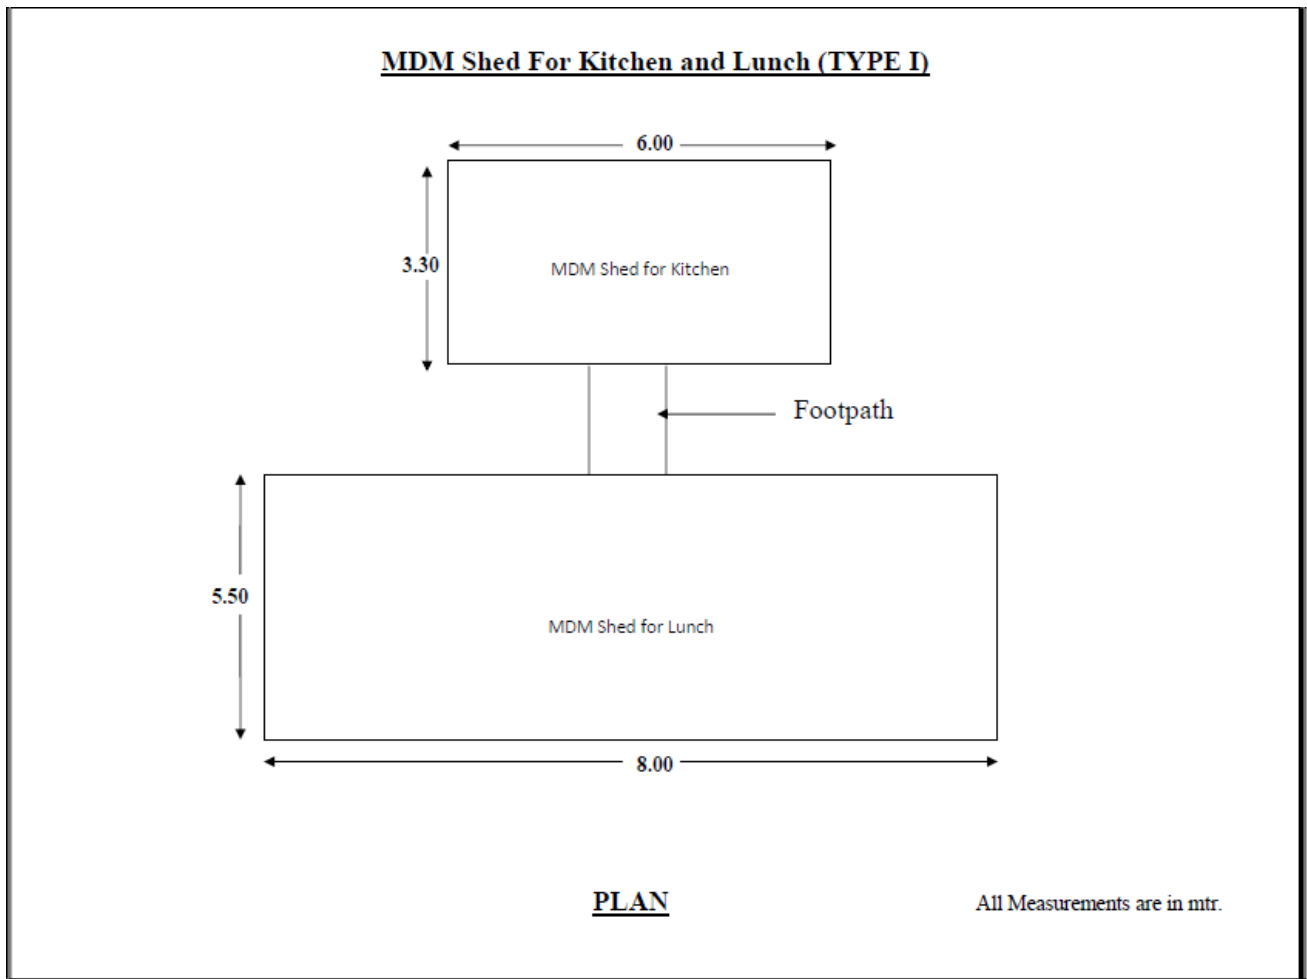 MDM Shed For Kitchen and Lunch (TYPE I)
6.00
3.30
MDM Shed for Kitchen
Footpath
5.50
MDM Shed for Lunch
8.00
PLAN
All Measurements are in mtr.